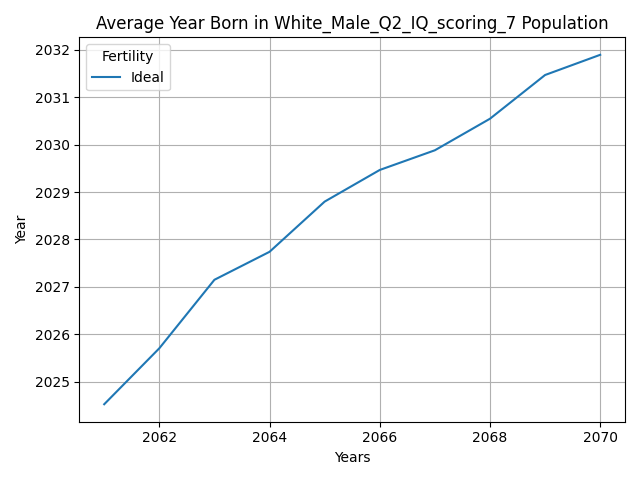 Average Year Born in White_Male_Q2_IQ_scoring_7 Population
Fertility
Ideal
Year
2032
2031
2030
2029
2028
2027
2026
2025
2062 2064 2066 2068 2070
Years